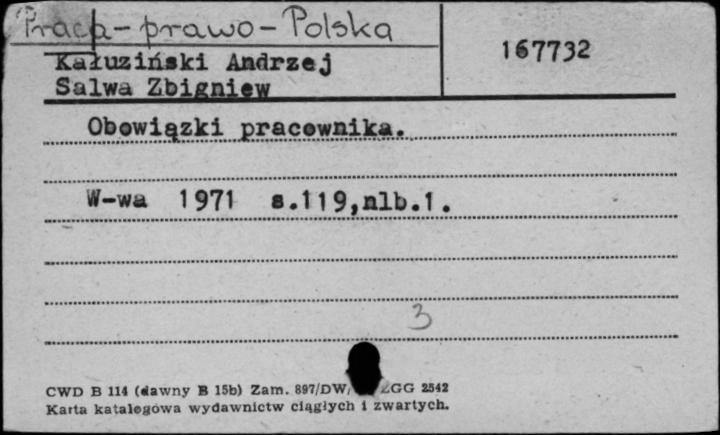 Praca - prawo - Polska
167732
Kałuziński Andrzej
Salwa Zbigniew
Obowiązki pracownika.
W-wa 1971 s.119,nlb.1.
3
CWD B 114 (dawny B 15b) Zam. 897/DW/ ZGG 2542
Karta katalogowa wydawnictw ciągłych i zwartych.